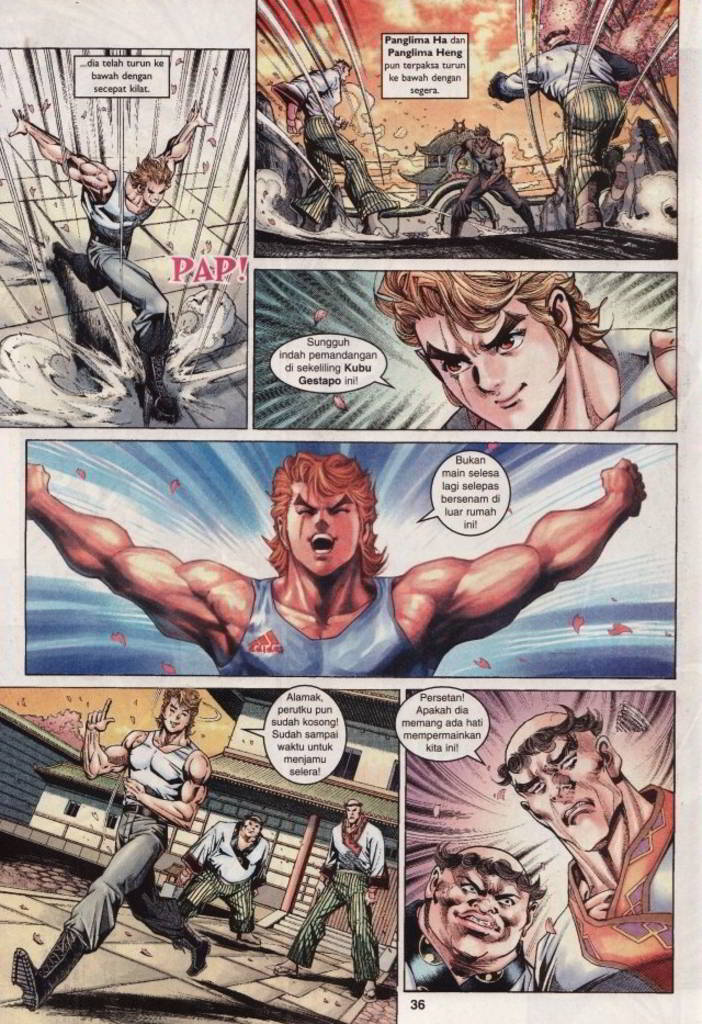 ...dia telah turun ke
bawah dengan
secepat kilat.
PAP!
Panglima Ha dan
Panglima Heng
pun terpaksa turun
ke bawah dengan
segera.
Sungguh
indah pemandangan
di sekeliling Kubu
Gestapo ini!
Bukan
main selesa
lagi selepas
bersenam di
luar rumah
ini!
Alamak,
perutku pun
sudah kosong!
Sudah sampai
waktu untuk
menjamu
selera!
Persetan!
Apakah dia
memang ada hati
mempermainkan
kita ini!
36